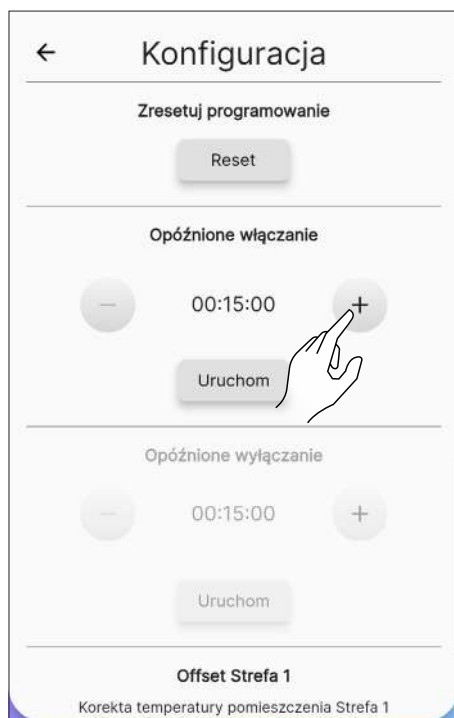 Konfiguracja
Zresetuj programowanie
Reset
Opóźnione włączanie
00:15:00
Uruchom
Opóźnione wyłączanie
00:15:00
Uruchom
Offset Strefa 1
Korekta temperatury pomieszczenia Strefa 1